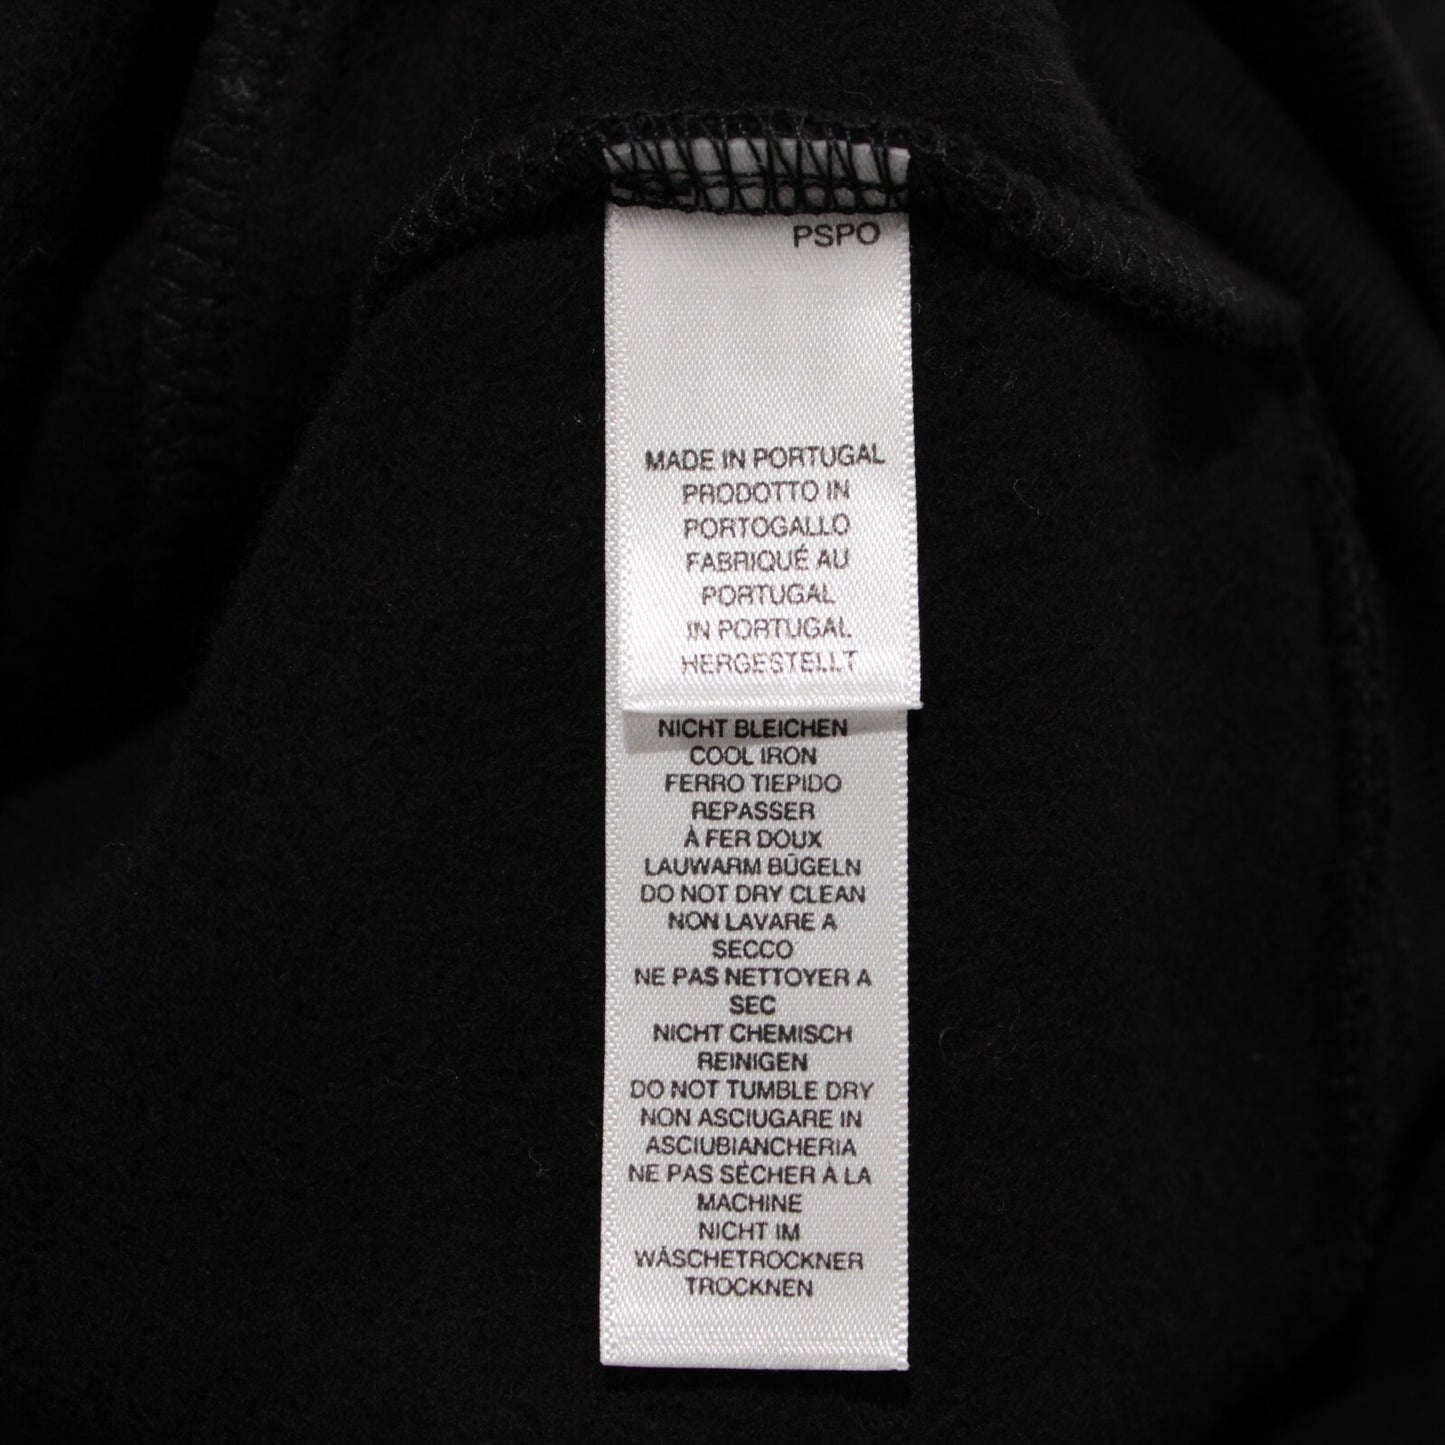 PSPO
MADE IN PORTUGAL
PRODOTTO IN
PORTOGALLO
FABRIQUÉ AU
PORTUGAL
IN PORTUGAL
HERGESTELLT
NICHT BLEICHEN
COOL IRON
FERRO TIEPIDO
REPASSER
À FER DOUX
LAUWARM BÜGELN
DO NOT DRY CLEAN
NON LAVARE A
SECCO
NE PAS NETTOYER A
SEC
NICHT CHEMISCH
REINIGEN
DO NOT TUMBLE DRY
NON ASCIUGARE IN
ASCIUBIANCHERIA
NE PAS SÉCHER À LA
MACHINE
NICHT IM
WÄSCHETROCKNER
TROCKNEN